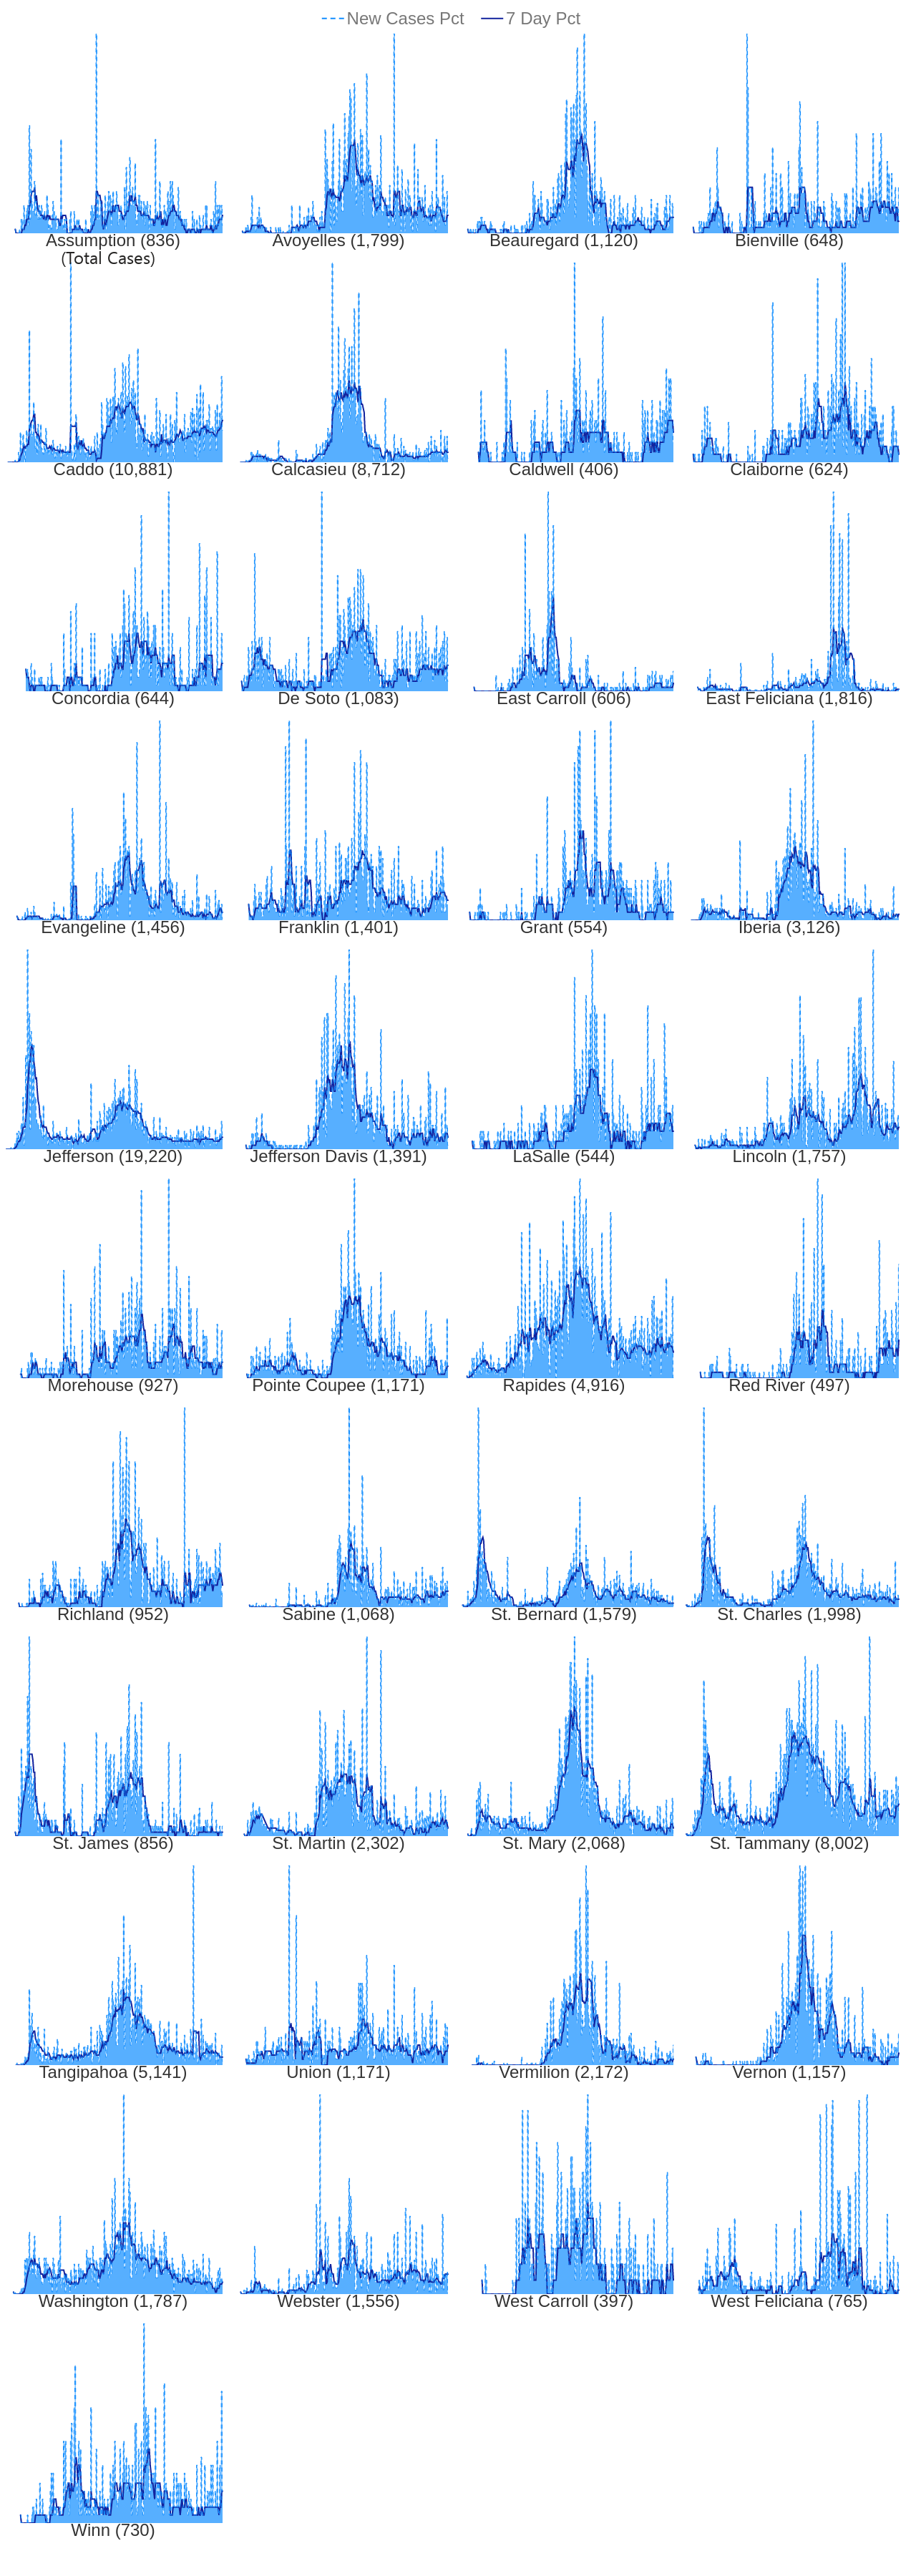 New Cases Pct 7 Day Pct
Assumption (836) Avoyelles (1,799) Beauregard (1,120) Bienville (648)
(Total Cases)
Caddo (10,881) Calcasieu (8,712) Caldwell (406) Claiborne (624)
Concordia (644) De Soto (1,083) East Carroll (606) East Feliciana (1,816)
Evangeline (1,456) Franklin (1,401) Grant (554) Iberia (3,126)
Jefferson (19,220) Jefferson Davis (1,391) LaSalle (544) Lincoln (1,757)
Morehouse (927) Pointe Coupee (1,171) Rapides (4,916) Red River (497)
Richland (952) Sabine (1,068) St. Bernard (1,579) St. Charles (1,998)
St. James (856) St. Martin (2,302) St. Mary (2,068) St. Tammany (8,002)
Tangipahoa (5,141) Union (1,171) Vermilion (2,172) Vernon (1,157)
Washington (1,787) Webster (1,556) West Carroll (397) West Feliciana (765)
Winn (730)